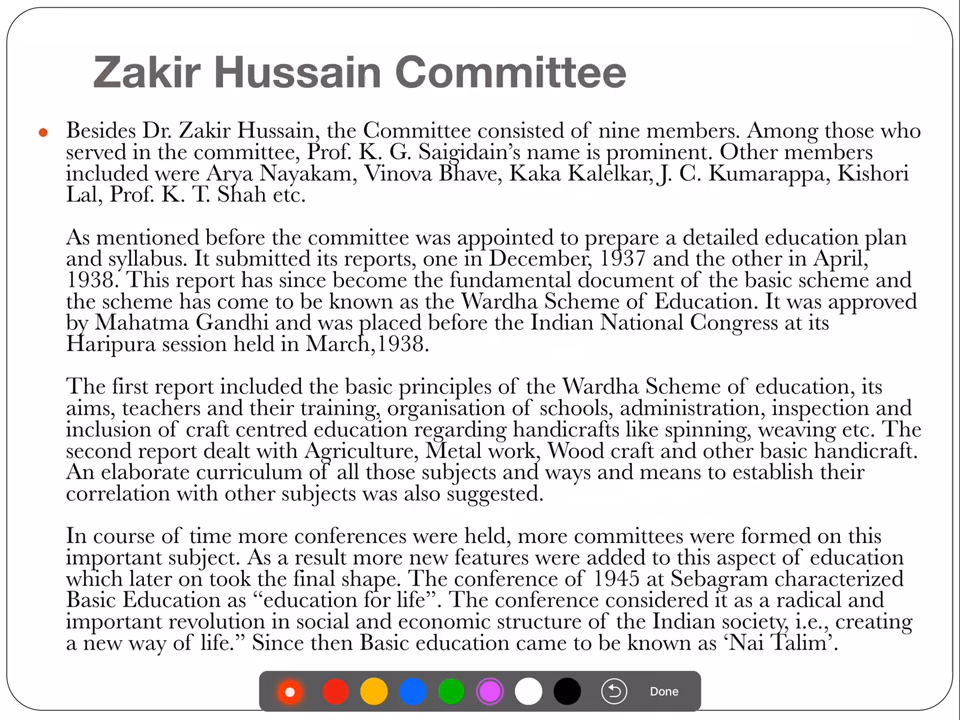 Zakir Hussain Committee
Besides Dr. Zakir Hussain, the Committee consisted of nine members. Among those who
served in the committee, Prof. K. G. Saigidain's name is prominent. Other members
included were Arya Nayakam, Vinova Bhave, Kaka Kalelkar, J. C. Kumarappa, Kishori
Lal, Prof. K. T. Shah etc.
As mentioned before the committee was appointed to prepare a detailed education plan
and syllabus. It submitted its reports, one in December, 1937 and the other in April,
1938. This report has since become the fundamental document of the basic scheme and
the scheme has come to be known as the Wardha Scheme of Education. It was approved
by Mahatma Gandhi and was placed before the Indian National Congress at its
Haripura session held in March,1938.
The first report included the basic principles of the Wardha Scheme of education, its
aims, teachers and their training, organisation of schools, administration, inspection and
inclusion of craft centred education regarding handicrafts like spinning, weaving etc. The
second report dealt with Agriculture, Metal work, Wood craft and other basic handicraft.
An elaborate curriculum of all those subjects and ways and means to establish their
correlation with other subjects was also suggested.
In course of time more conferences were held, more committees were formed on this
important subject. As a result more new features were added to this aspect of education
which later on took the final shape. The conference of 1945 at Sebagram characterized
Basic Education as “education for life”. The conference considered it as a radical and
important revolution in social and economic structure of the Indian society, i.e., creating
a new way of life.” Since then Basic education came to be known as ‘Nai Talim’.
Done